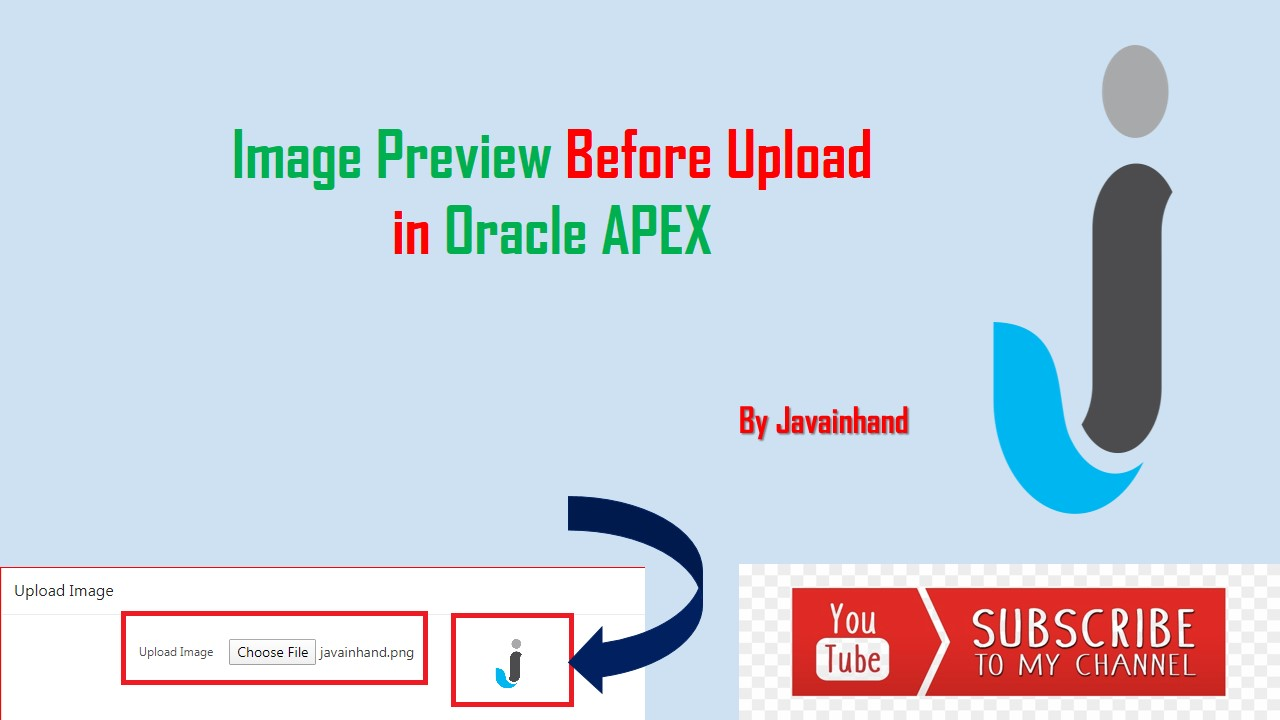 Image Preview Before Upload
in Oracle APEX
By Javainhand
Upload Image
Upload Image Choose File javainhand.png
You
Tube
SUBSCRIBE
TO MY CHANNEL